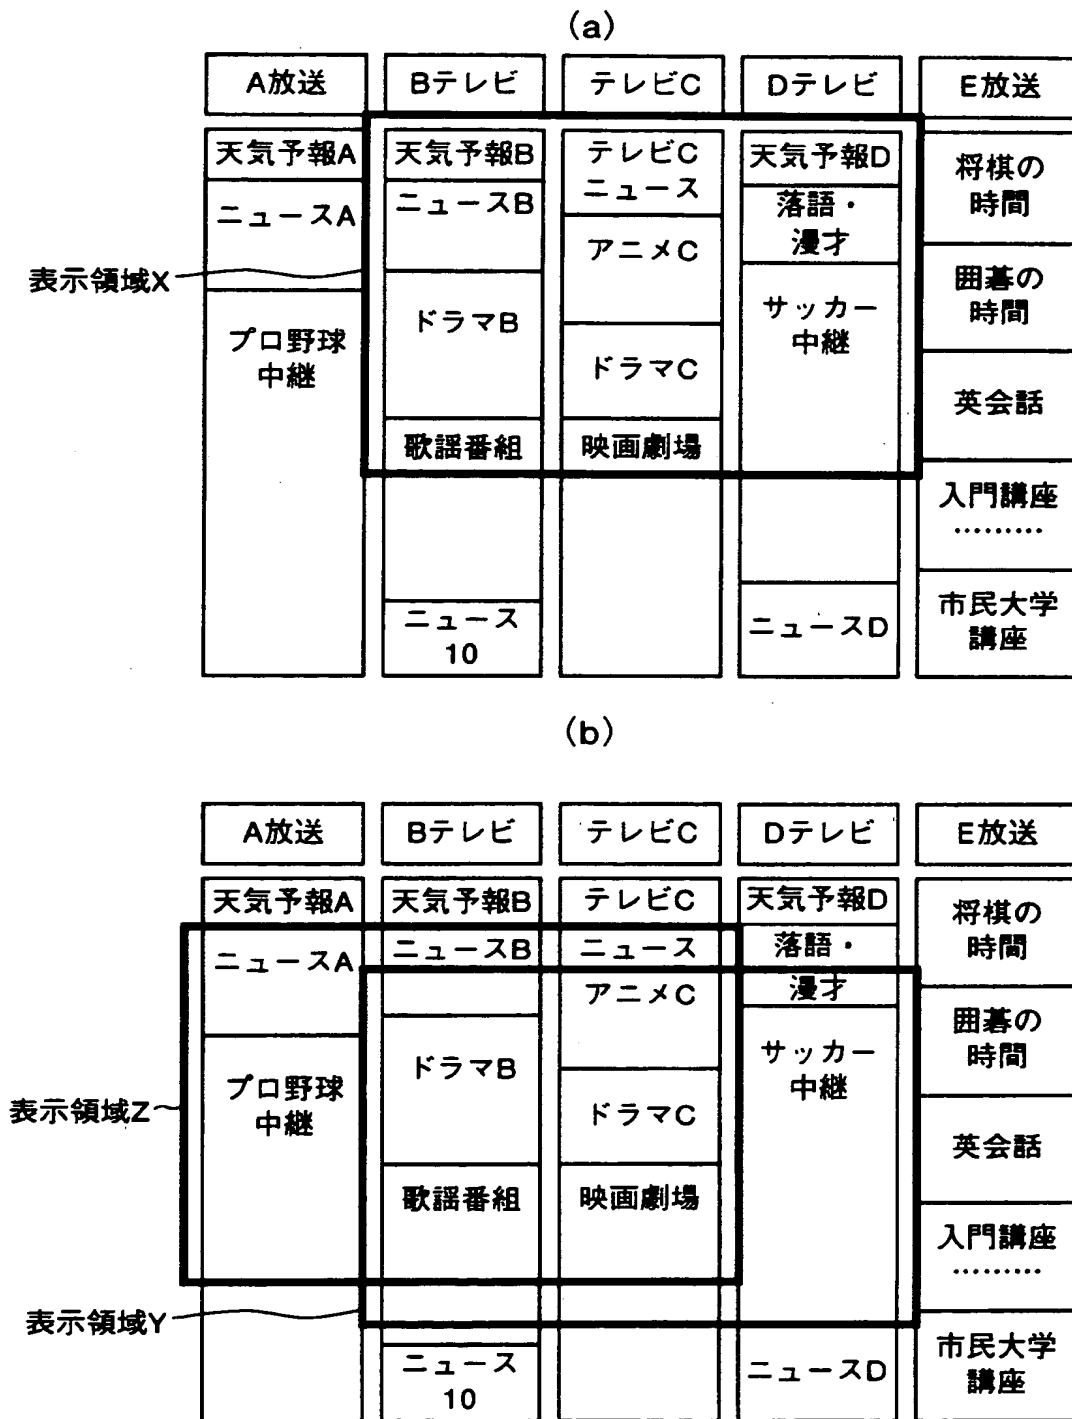 (a)
A放送
Bテレビ
テレビC
Dテレビ
E放送
天気予報A
ニュースA
プロ野球
中継
天気予報B
ニュースB
ドラマB
歌謡番組
ニュース
10
テレビC
ニュース
アニメC
ドラマC
映画劇場
天気予報D
落語・
漫才
サッカー
中継
ニュースD
将棋の
時間
囲碁の
時間
英会話
入門講座
………
市民大学
講座
表示領域X
(b)
A放送
Bテレビ
テレビC
Dテレビ
E放送
天気予報A
ニュースA
プロ野球
中継
天気予報B
ニュースB
ドラマB
歌謡番組
ニュース
10
テレビC
ニュース
アニメC
ドラマC
映画劇場
天気予報D
落語・
漫才
サッカー
中継
ニュースD
将棋の
時間
囲碁の
時間
英会話
入門講座
………
市民大学
講座
表示領域Z
表示領域Y